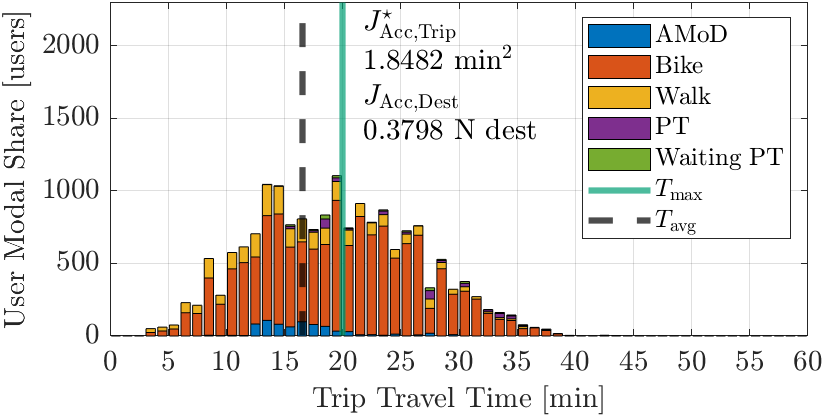 User Modal Share [users]
2000
1500
1000
500
0
J⋆Acc,Trip
1.8482 min²
JAcc,Dest
0.3798 N dest
AMoD
Bike
Walk
PT
Waiting PT
Tmax
Tavg
0 5 10 15 20 25 30 35 40 45 50 55 60
Trip Travel Time [min]